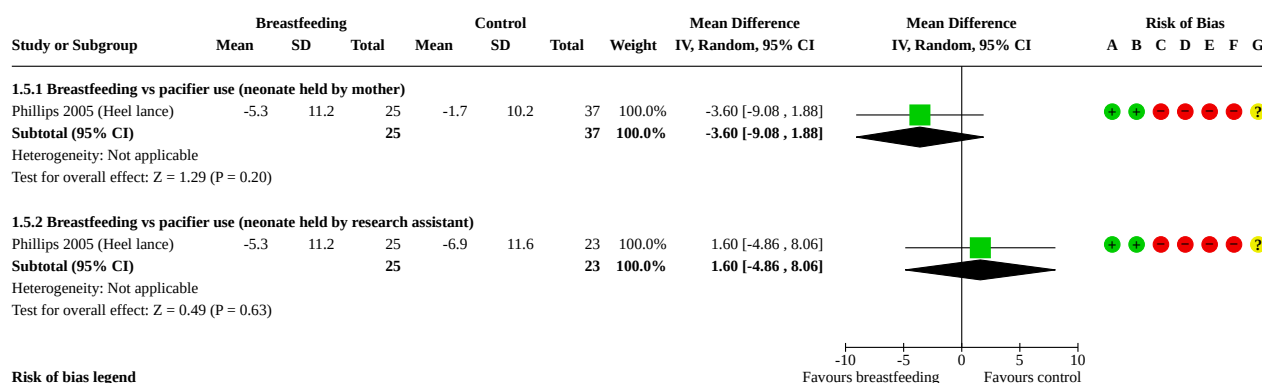 Breastfeeding Control Mean Difference Mean Difference Risk of Bias
Study or Subgroup Mean SD Total Mean SD Total Weight IV, Random, 95% CI IV, Random, 95% CI A B C D E F G
1.5.1 Breastfeeding vs pacifier use (neonate held by mother)
Phillips 2005 (Heel lance) -5.3 11.2 25 -1.7 10.2 37 100.0% -3.60 [-9.08 , 1.88] + + − − − − ?
Subtotal (95% CI) 25 37 100.0% -3.60 [-9.08 , 1.88]
Heterogeneity: Not applicable
Test for overall effect: Z = 1.29 (P = 0.20)
1.5.2 Breastfeeding vs pacifier use (neonate held by research assistant)
Phillips 2005 (Heel lance) -5.3 11.2 25 -6.9 11.6 23 100.0% 1.60 [-4.86 , 8.06] + + − − − − ?
Subtotal (95% CI) 25 23 100.0% 1.60 [-4.86 , 8.06]
Heterogeneity: Not applicable
Test for overall effect: Z = 0.49 (P = 0.63)
-10 -5 0 5 10
Favours breastfeeding Favours control
Risk of bias legend